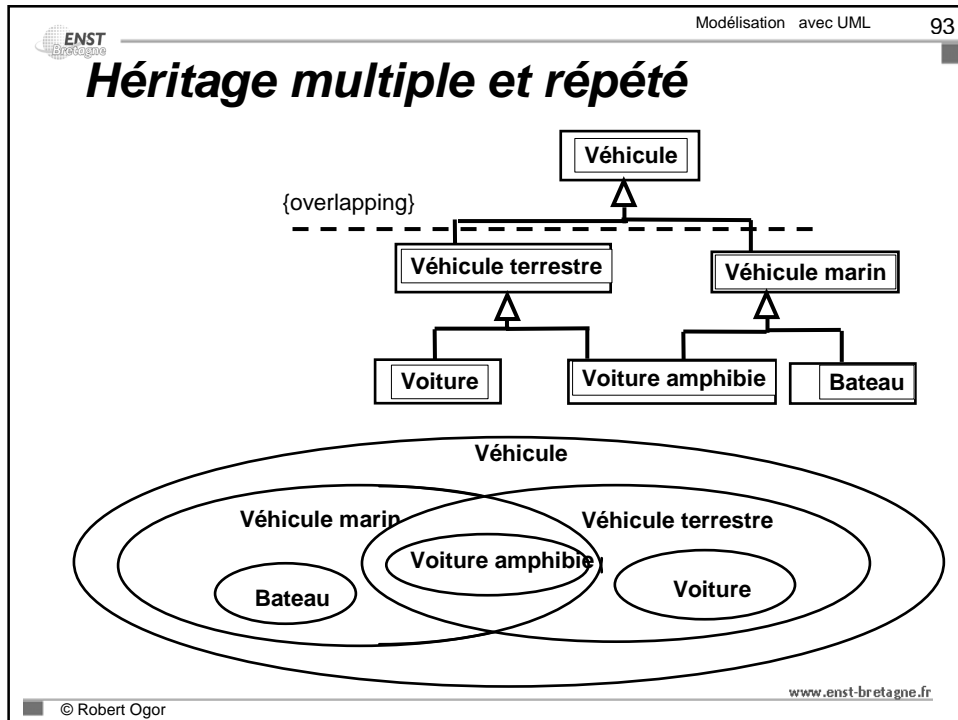 Modélisation avec UML 93
ENST
Bretagne
Héritage multiple et répété
Véhicule
{overlapping}
Véhicule terrestre
Véhicule marin
Voiture
Voiture amphibie
Bateau
Véhicule
Véhicule marin
Véhicule terrestre
Voiture amphibie
Bateau
Voiture
www.enst-bretagne.fr
© Robert Ogor